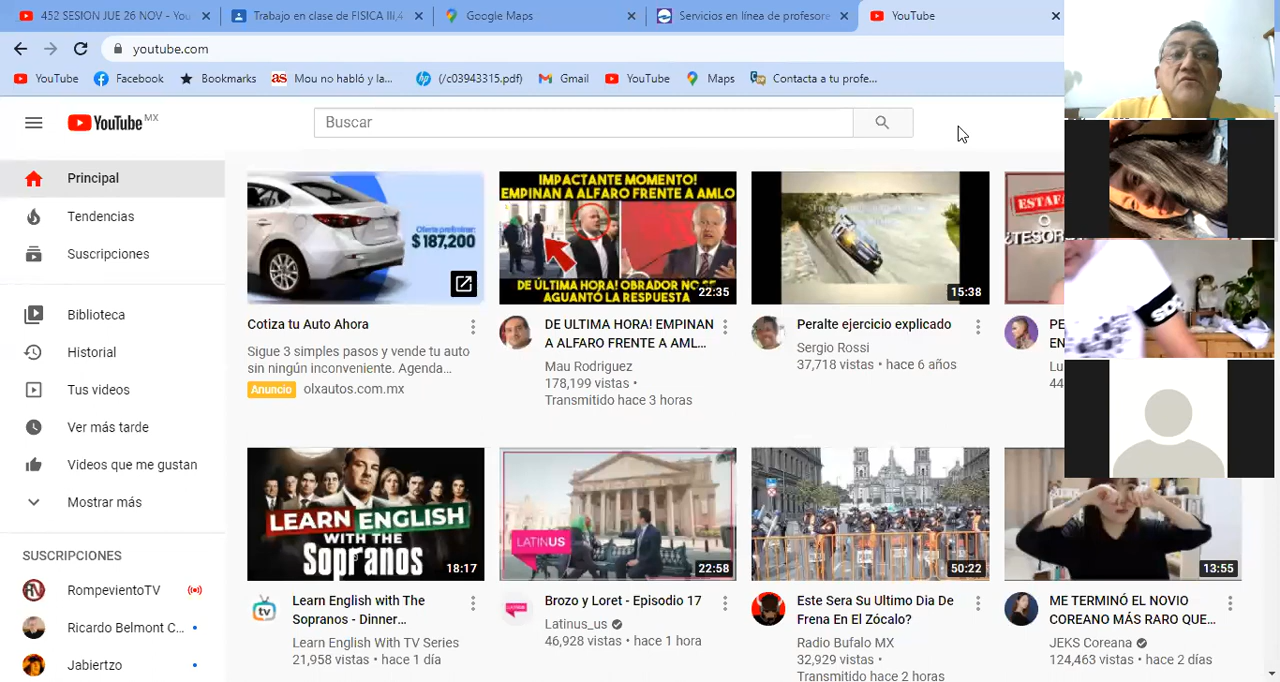 452 SESION JUE 26 NOV - You
Trabajo en clase de FISICA III,4
Google Maps
Servicios en línea de profesore
YouTube
youtube.com
YouTube
Facebook
Bookmarks
as Mou no habló y la...
hp (/c03943315.pdf)
Gmail
YouTube
Maps
Contacta a tu profe...
YouTube MX
Buscar
Principal
Tendencias
Suscripciones
Biblioteca
Historial
Tus videos
Ver más tarde
Videos que me gustan
Mostrar más
SUSCRIPCIONES
RompevientoTV
Ricardo Belmont C...
Jabiertzo
Oferta preliminar:
$187,200
Cotiza tu Auto Ahora
Sigue 3 simples pasos y vende tu auto
sin ningún inconveniente. Agenda...
Anuncio olxautos.com.mx
IMPACTANTE MOMENTO!
EMPINAN A ALFARO FRENTE A AMLO
DE ÚLTIMA HORA! OBRADOR NO SE
AGUANTÓ LA RESPUESTA
22:35
DE ULTIMA HORA! EMPINAN
A ALFARO FRENTE A AML...
Mau Rodriguez
178,199 vistas •
Transmitido hace 3 horas
15:38
Peralte ejercicio explicado
Sergio Rossi
37,718 vistas • hace 6 años
ESTAFA
¿TESOR
PE
EN
Lu
44
LEARN ENGLISH
WITH THE
Sopranos
18:17
Learn English with The
Sopranos - Dinner...
Learn English With TV Series
21,958 vistas • hace 1 día
LATINUS
22:58
Brozo y Loret - Episodio 17
Latinus_us
46,928 vistas • hace 1 hora
50:22
Este Sera Su Ultimo Dia De
Frena En El Zócalo?
Radio Bufalo MX
32,929 vistas •
Transmitido hace 2 horas
13:55
ME TERMINÓ EL NOVIO
COREANO MÁS RARO QUE...
JEKS Coreana
124,463 vistas • hace 2 días